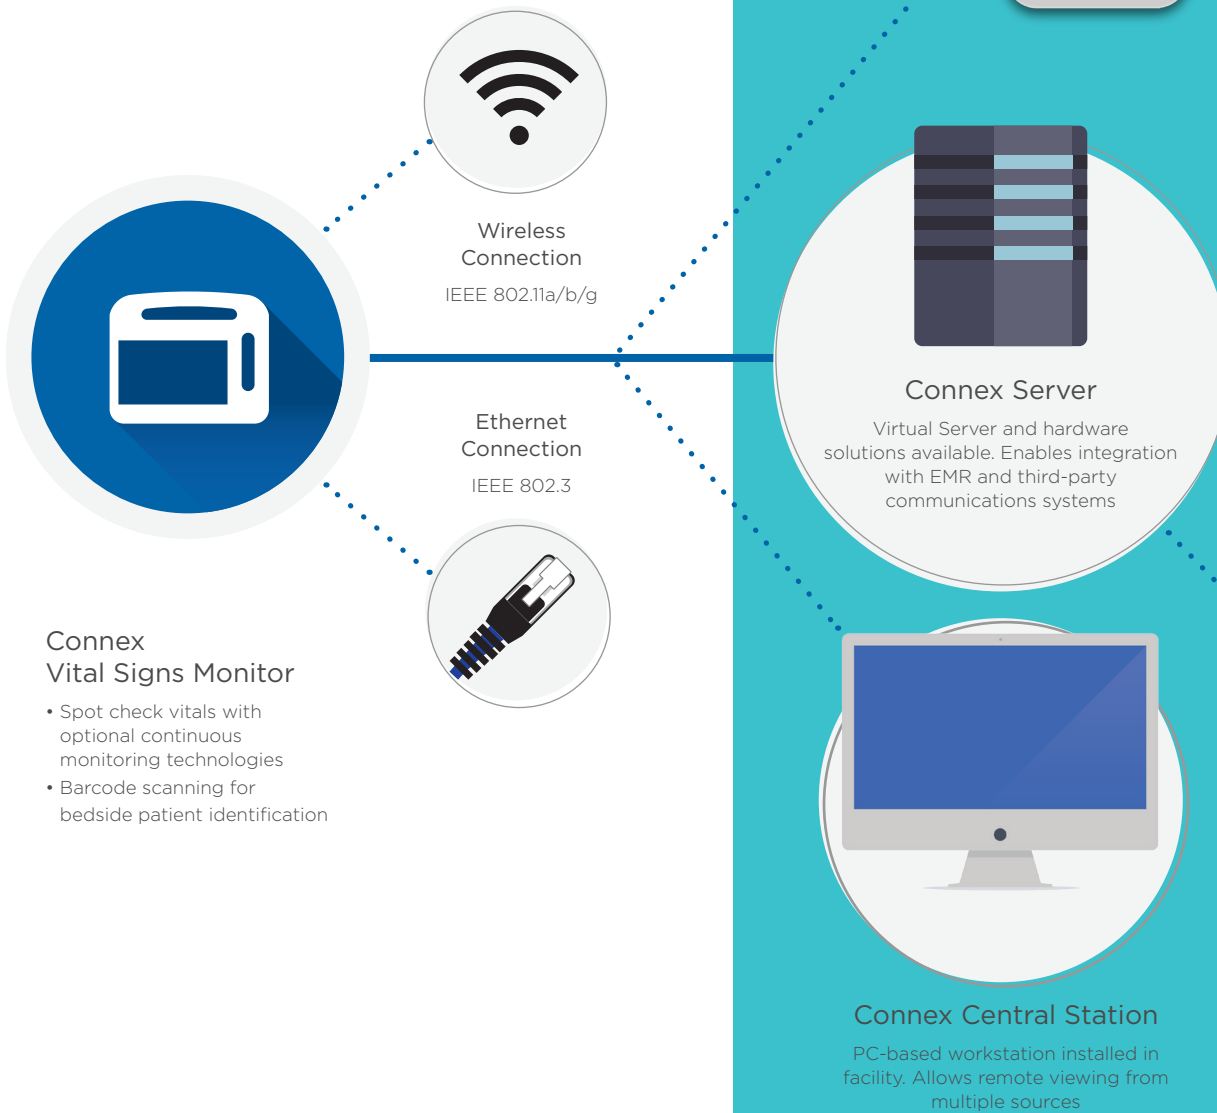 Wireless
Connection
IEEE 802.11a/b/g
Ethernet
Connection
IEEE 802.3
Connex
Vital Signs Monitor
• Spot check vitals with
optional continuous
monitoring technologies
• Barcode scanning for
bedside patient identification
Connex Server
Virtual Server and hardware
solutions available. Enables integration
with EMR and third-party
communications systems
Connex Central Station
PC-based workstation installed in
facility. Allows remote viewing from
multiple sources